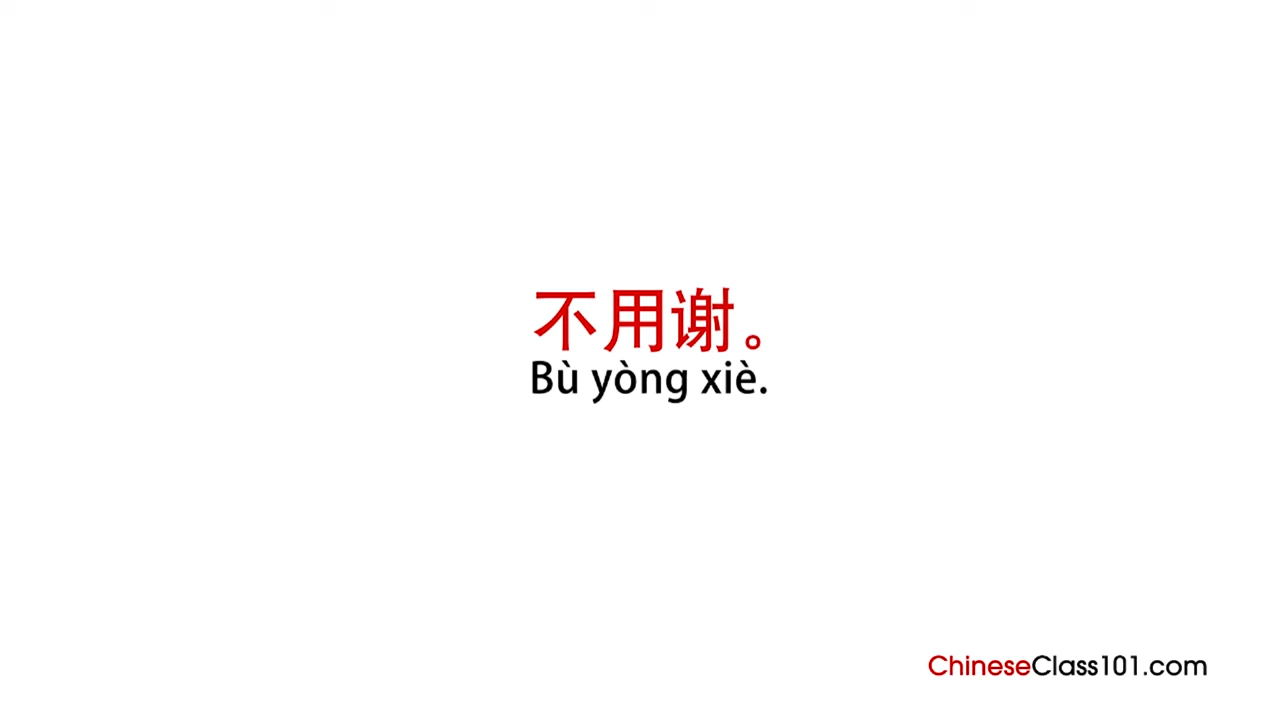 不用谢。
Bù yòng xiè.
ChineseClass101.com